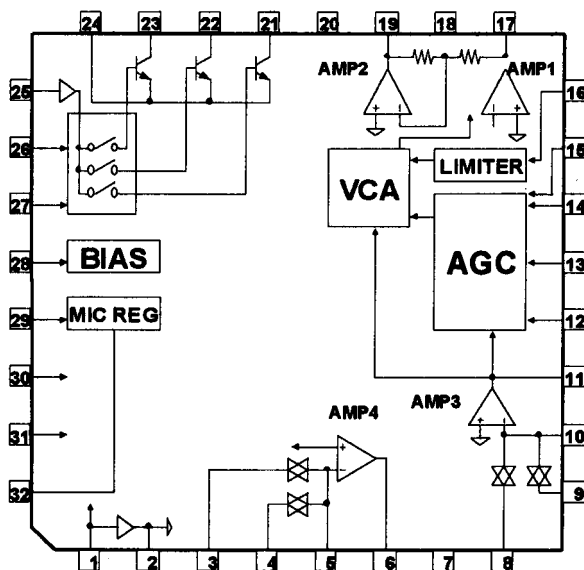 24 23 22 21 20 19 18 17
AMP2 AMP1
25
16
+ - - +
26
15
LIMITER
VCA
27
14
AGC
28
BIAS
13
29
MIC REG
12
30
11
AMP3
AMP4
31
10
- +
+
-
32
9
1 2 3 4 5 6 7 8